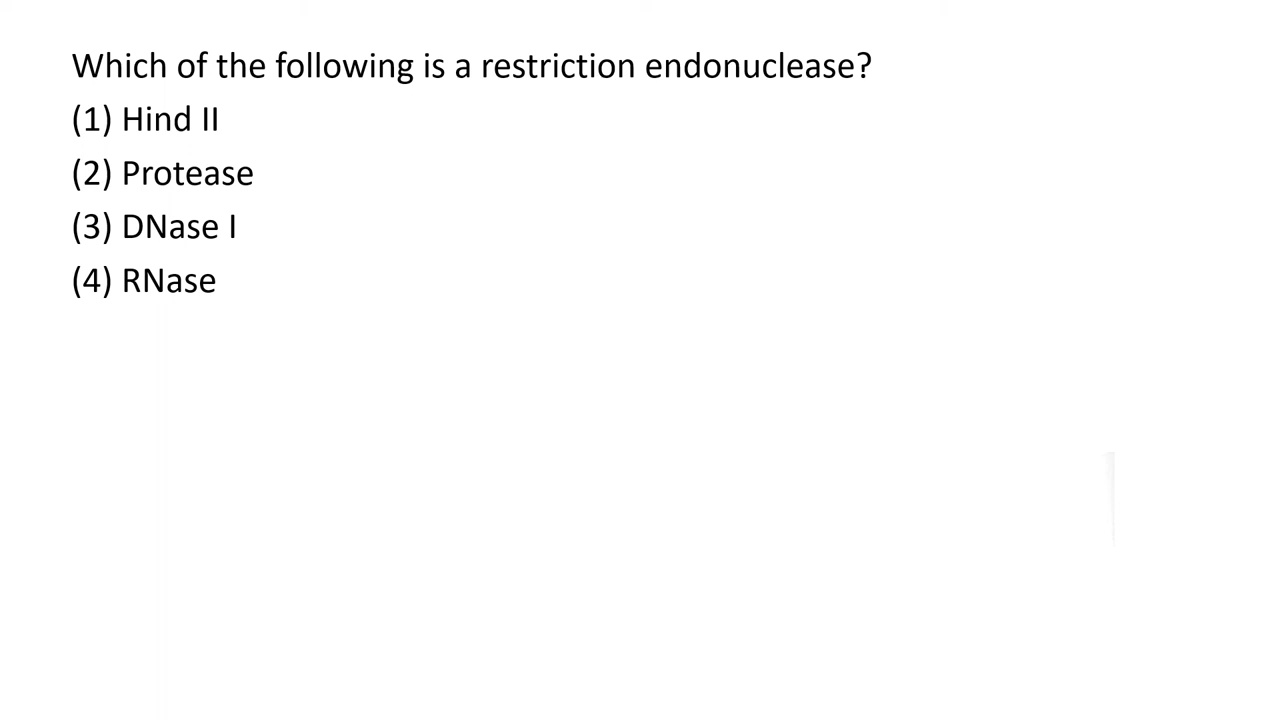 Which of the following is a restriction endonuclease?
(1) Hind II
(2) Protease
(3) DNase I
(4) RNase